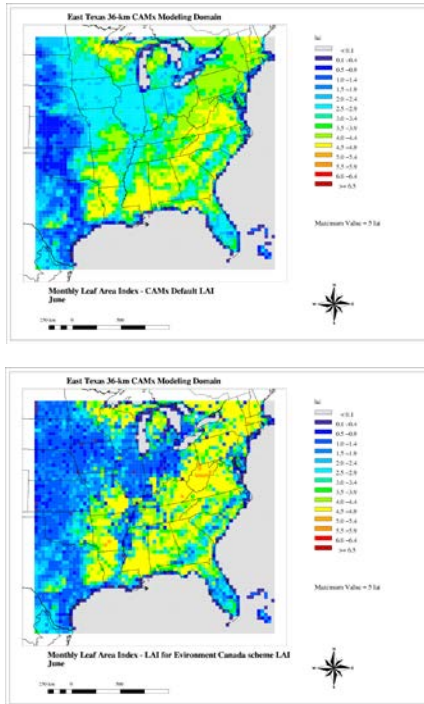 East Texas 36-km CAMx Modeling Domain
lai
< 0.1
0.1 -0.4
0.5 -0.9
1.0 -1.4
1.5 -1.9
2.0 -2.4
2.5 -2.9
3.0 -3.4
3.5 -3.9
4.0 -4.4
4.5 -4.9
5.0 -5.4
5.5 -5.9
6.0 -6.4
>= 6.5
Maximum Value = 5 lai
Monthly Leaf Area Index - CAMx Default LAI
June
250 km 0 500
East Texas 36-km CAMx Modeling Domain
lai
< 0.1
0.1 -0.4
0.5 -0.9
1.0 -1.4
1.5 -1.9
2.0 -2.4
2.5 -2.9
3.0 -3.4
3.5 -3.9
4.0 -4.4
4.5 -4.9
5.0 -5.4
5.5 -5.9
6.0 -6.4
>= 6.5
Maximum Value = 5 lai
Monthly Leaf Area Index - LAI for Evironment Canada scheme LAI
June
250 km 0 500